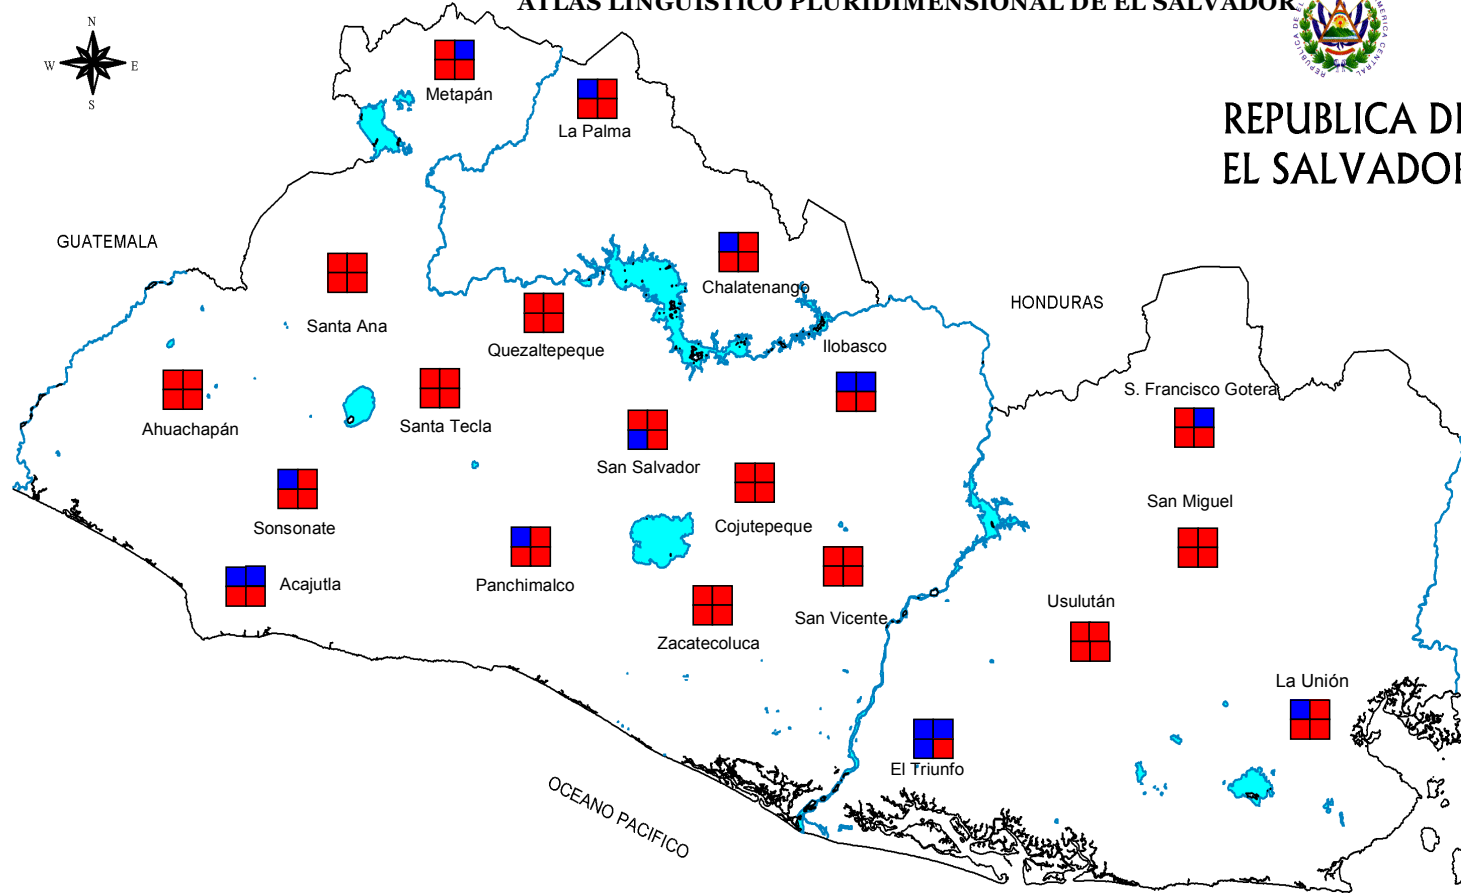 ATLAS LINGUISTICO PLURIDIMENSIONAL DE EL SALVADOR
N
W
E
S
Metapán
La Palma
REPUBLICA DE
EL SALVADOR
GUATEMALA
Chalatenango
HONDURAS
Santa Ana
Quezaltepeque
Ilobasco
S. Francisco Gotera
Ahuachapán
Santa Tecla
San Salvador
San Miguel
Sonsonate
Cojutepeque
Acajutla
Panchimalco
San Vicente
Usulután
Zacatecoluca
La Unión
El Triunfo
OCEANO PACIFICO